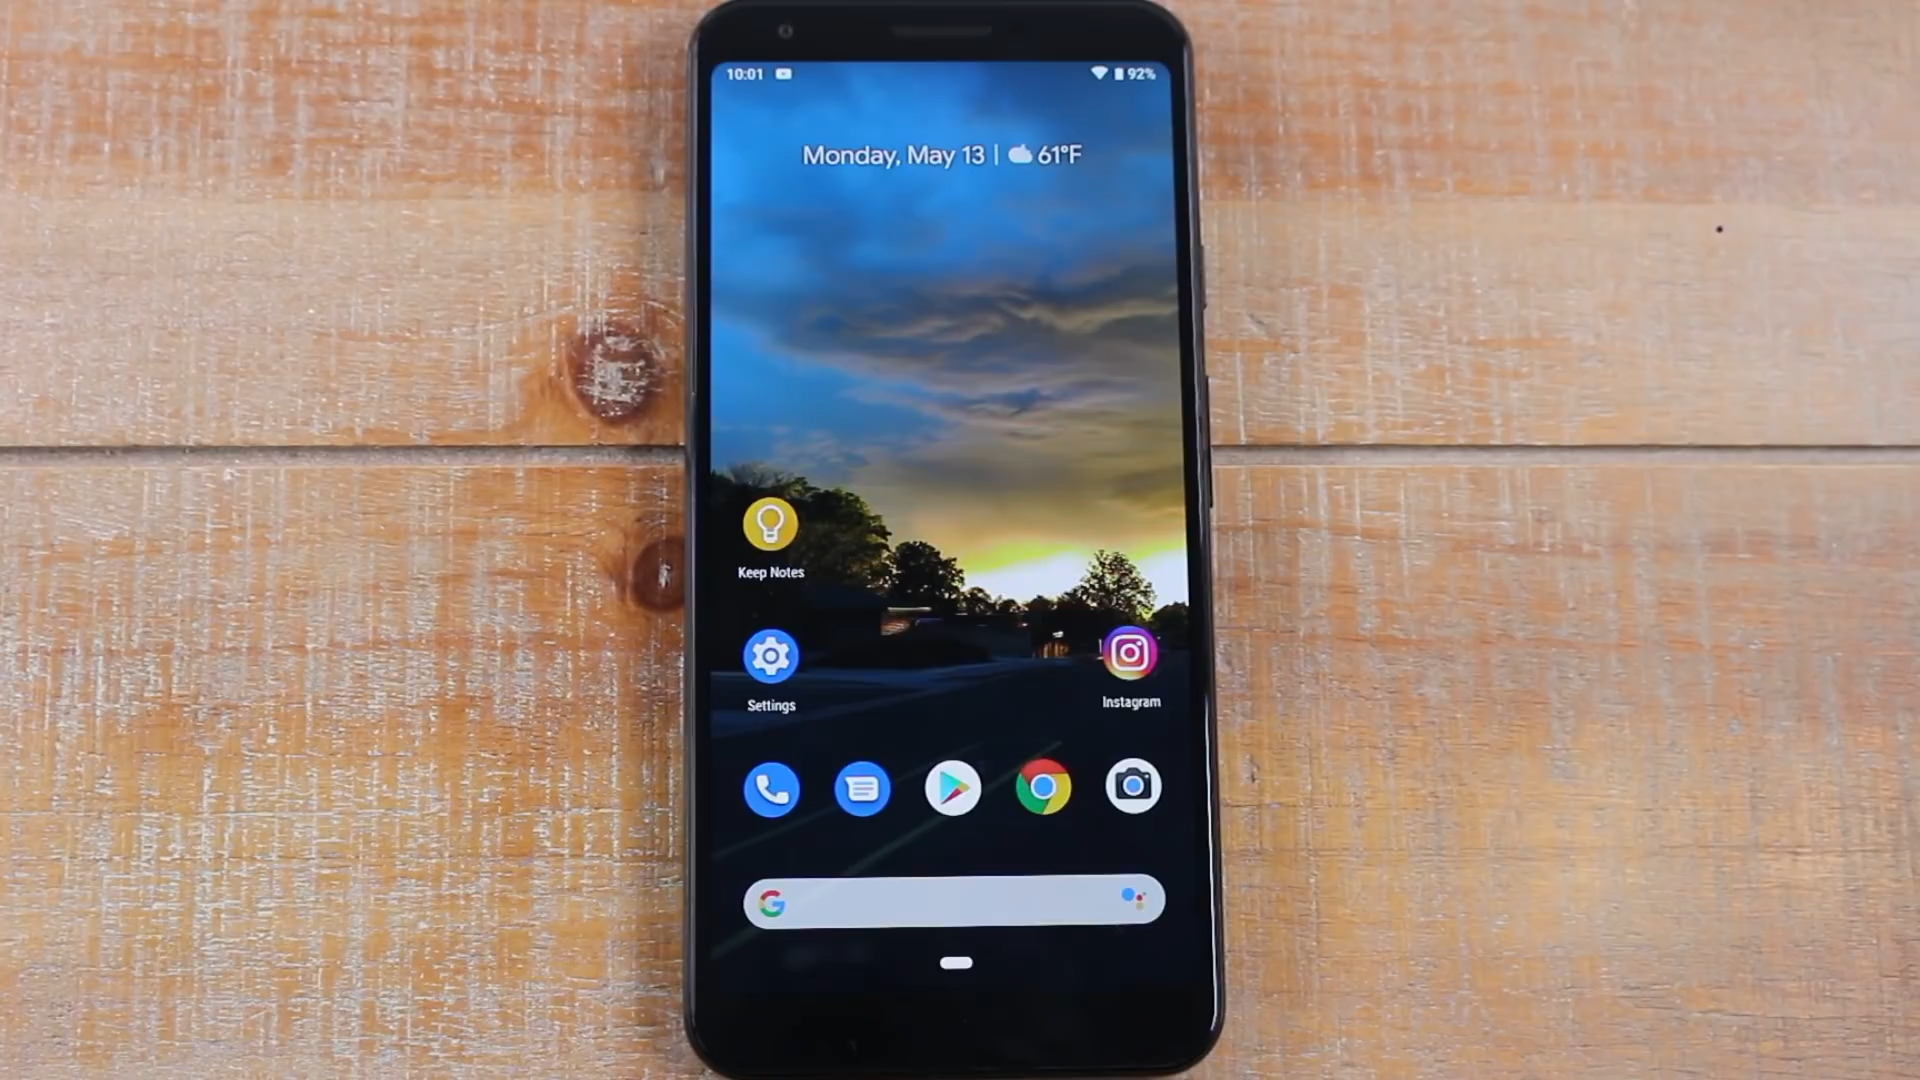 10:01 92%
Monday, May 13 | 61°F
Keep Notes
Settings
Instagram